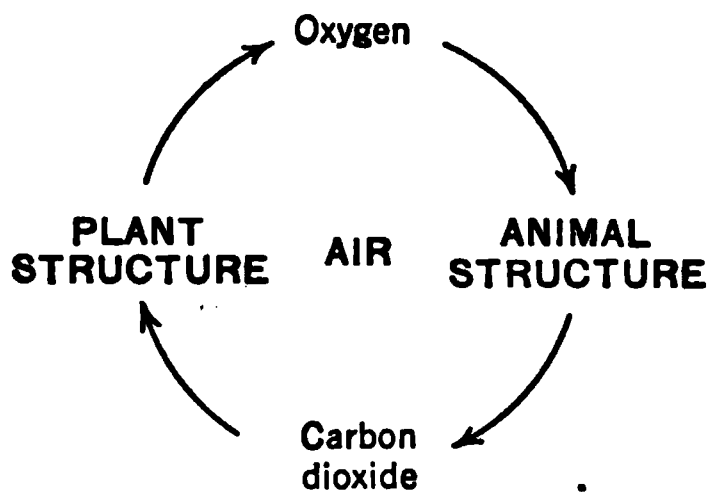 Oxygen
PLANT
STRUCTURE
AIR
ANIMAL
STRUCTURE
Carbon
dioxide